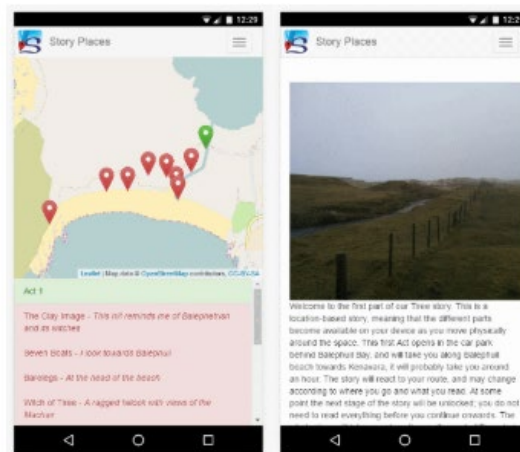 12:29
Story Places
Leaflet | Map data © OpenStreetMap contributors, CC-BY-SA
Act 1
The Clay Image - This hill reminds me of Balephetrish
and its witches
Seven Boats - I look towards Balephuil
Barelegs - At the head of the beach
Witch of Tiree - A ragged hillock with views of the
12:29
Story Places
Welcome to the first part of our Tiree story. This is a
location-based story, meaning that the different parts
become available on your device as you move physically
around the space. This first Act opens in the car park
behind Balephuil Bay, and will take you along Balephuil
beach towards Kenavara, it will probably take you around
an hour. The story will react to your route, and may change
according to where you go and what you read. At some
point the next stage of the story will be unlocked; you do not
need to read everything before you continue onwards. The